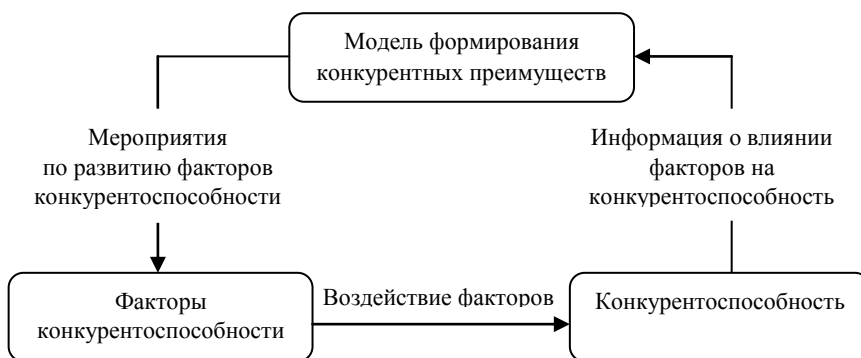 Модель формирования
конкурентных преимуществ
Мероприятия
по развитию факторов
конкурентоспособности
Информация о влиянии
факторов на
конкурентоспособность
Факторы
конкурентоспособности
Воздействие факторов
Конкурентоспособность